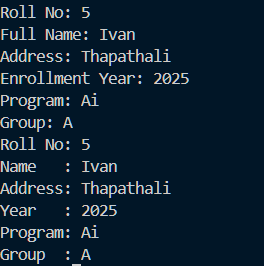 Roll No: 5
Full Name: Ivan
Address: Thapathali
Enrollment Year: 2025
Program: Ai
Group: A
Roll No: 5
Name   : Ivan
Address: Thapathali
Year   : 2025
Program: Ai
Group  : A